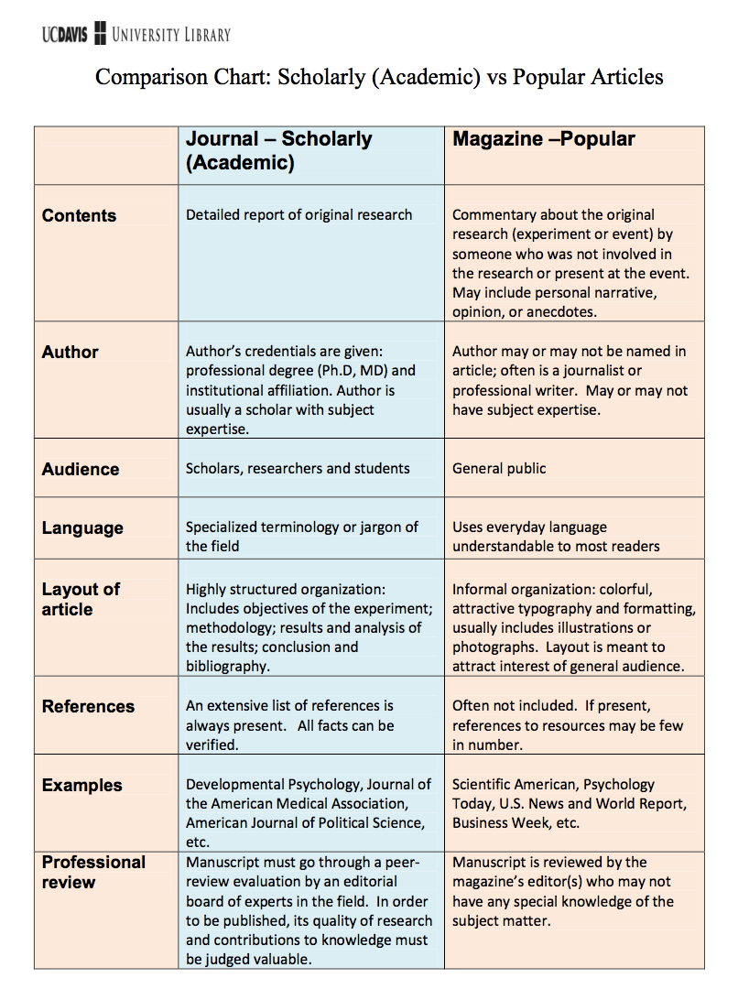 UCDAVIS UNIVERSITY LIBRARY
Comparison Chart: Scholarly (Academic) vs Popular Articles
Journal – Scholarly
(Academic)
Magazine –Popular
Contents
Detailed report of original research
Commentary about the original
research (experiment or event) by
someone who was not involved in
the research or present at the event.
May include personal narrative,
opinion, or anecdotes.
Author
Author’s credentials are given:
professional degree (Ph.D, MD) and
institutional affiliation. Author is
usually a scholar with subject
expertise.
Author may or may not be named in
article; often is a journalist or
professional writer.  May or may not
have subject expertise.
Audience
Scholars, researchers and students
General public
Language
Specialized terminology or jargon of
the field
Uses everyday language
understandable to most readers
Layout of
article
Highly structured organization:
Includes objectives of the experiment;
methodology; results and analysis of
the results; conclusion and
bibliography.
Informal organization: colorful,
attractive typography and formatting,
usually includes illustrations or
photographs.  Layout is meant to
attract interest of general audience.
References
An extensive list of references is
always present.   All facts can be
verified.
Often not included.  If present,
references to resources may be few
in number.
Examples
Developmental Psychology, Journal of
the American Medical Association,
American Journal of Political Science,
etc.
Scientific American, Psychology
Today, U.S. News and World Report,
Business Week, etc.
Professional
review
Manuscript must go through a peer-
review evaluation by an editorial
board of experts in the field.  In order
to be published, its quality of research
and contributions to knowledge must
be judged valuable.
Manuscript is reviewed by the
magazine’s editor(s) who may not
have any special knowledge of the
subject matter.